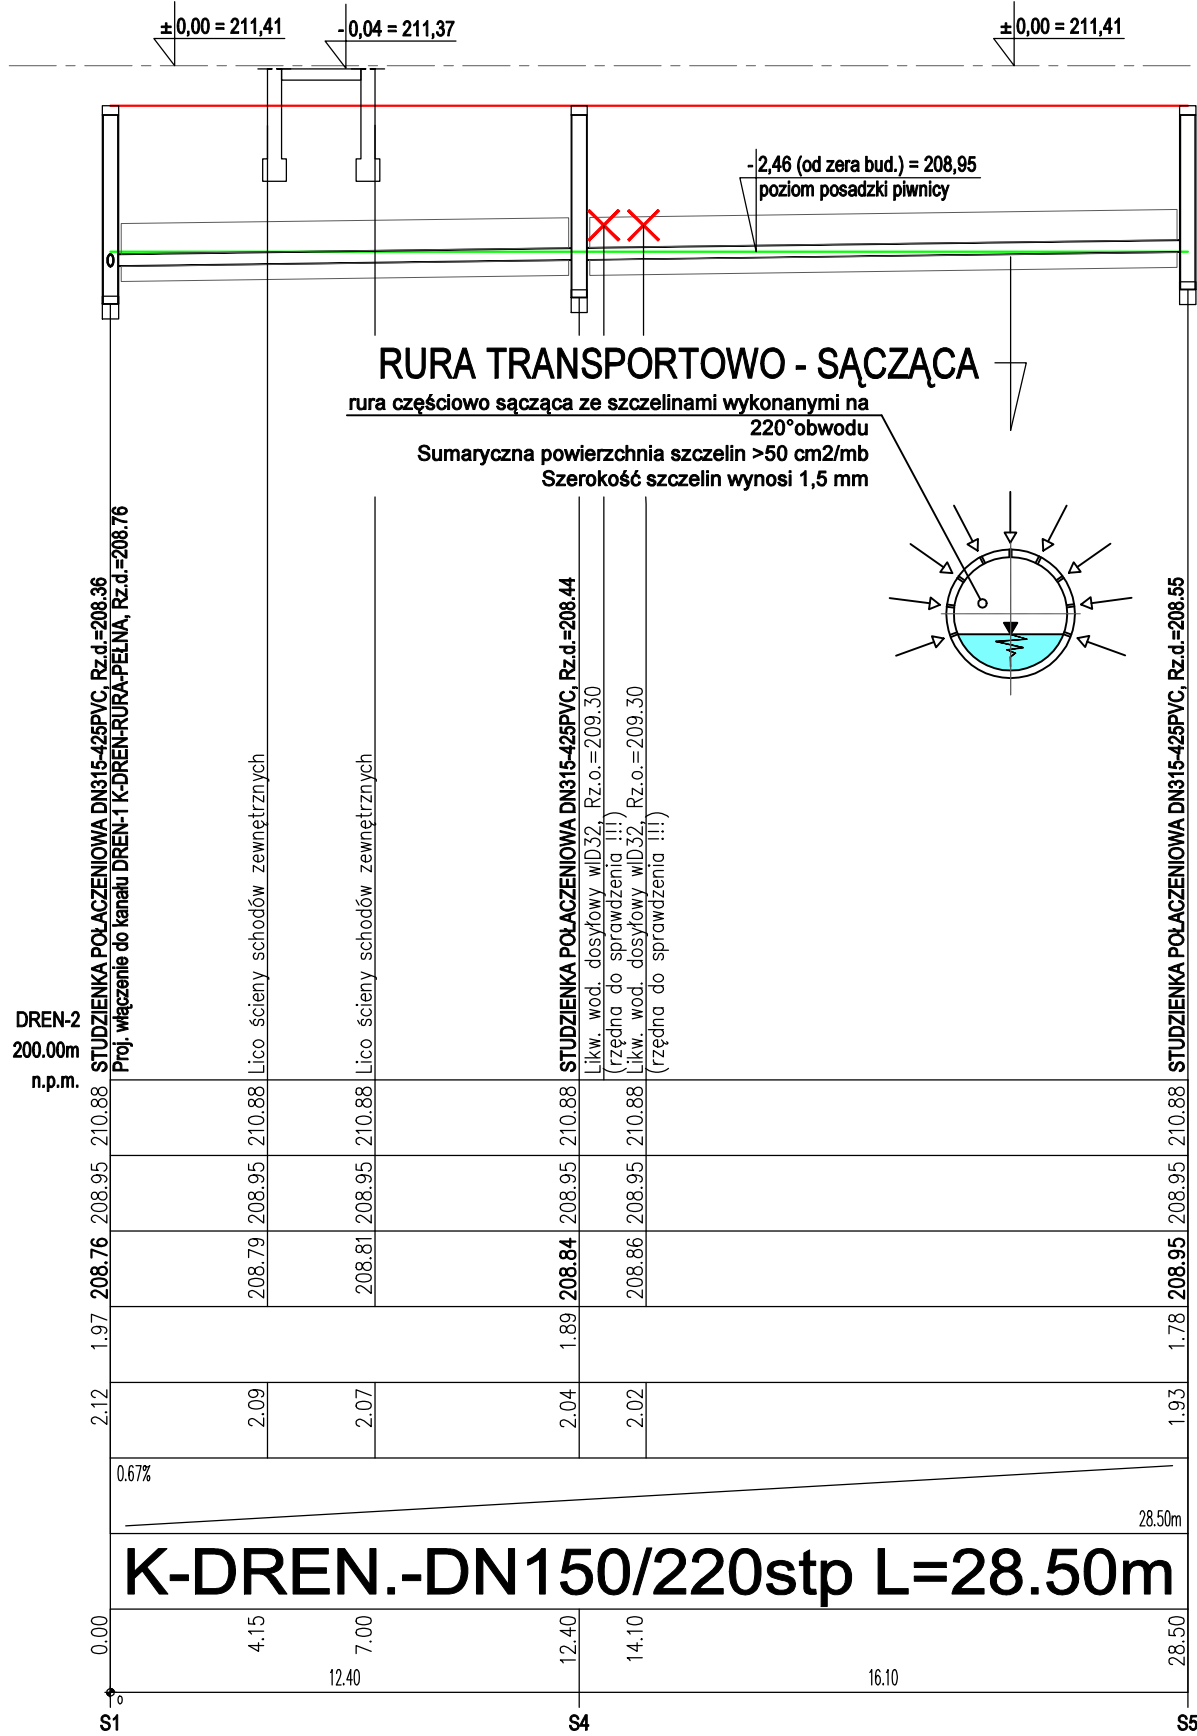 ± 0,00 = 211,41
- 0,04 = 211,37
± 0,00 = 211,41
- 2,46 (od zera bud.) = 208,95
poziom posadzki piwnicy
RURA TRANSPORTOWO - SĄCZĄCA
rura częściowo sącząca ze szczelinami wykonanymi na
220°obwodu
Sumaryczna powierzchnia szczelin >50 cm2/mb
Szerokość szczelin wynosi 1,5 mm
STUDZIENKA POŁACZENIOWA DN315-425PVC, Rz.d.=208.36
Proj. włączenie do kanału DREN-1 K-DREN-RURA-PEŁNA, Rz.d.=208.76
Lico ścieny schodów zewnętrznych
Lico ścieny schodów zewnętrznych
STUDZIENKA POŁACZENIOWA DN315-425PVC, Rz.d.=208.44
Likw. wod. dosyłowy wID32, Rz.o.=209.30
(rzędna do sprawdzenia !!!)
Likw. wod. dosyłowy wID32, Rz.o.=209.30
(rzędna do sprawdzenia !!!)
STUDZIENKA POŁACZENIOWA DN315-425PVC, Rz.d.=208.55
DREN-2
200.00m
n.p.m.
210.88 210.88 210.88 210.88 210.88 210.88
208.95 208.95 208.95 208.95 208.95 208.95
208.76 208.79 208.81 208.84 208.86 208.95
1.97 1.89 1.78
2.12 2.09 2.07 2.04 2.02 1.93
0.67%
28.50m
K-DREN.-DN150/220stp L=28.50m
0.00 4.15 7.00 12.40 14.10 28.50
12.40 16.10
0
S1 S4 S5